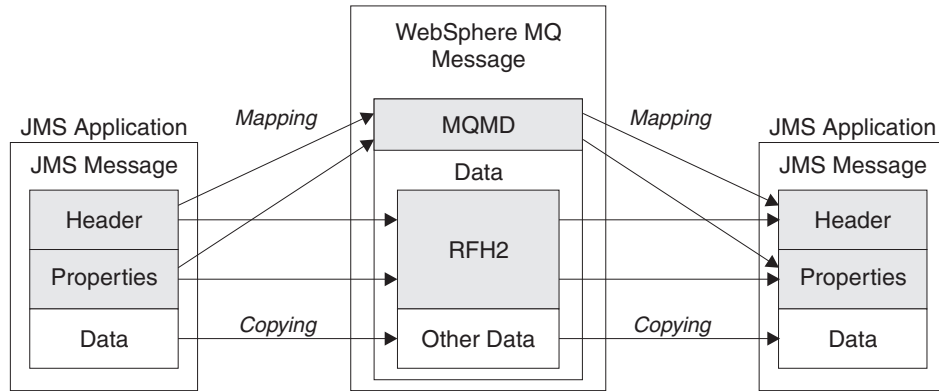 WebSphere MQ
Message
JMS Application
JMS Message
Header
Properties
Data
Mapping
Copying
MQMD
Data
RFH2
Other Data
Mapping
Copying
JMS Application
JMS Message
Header
Properties
Data